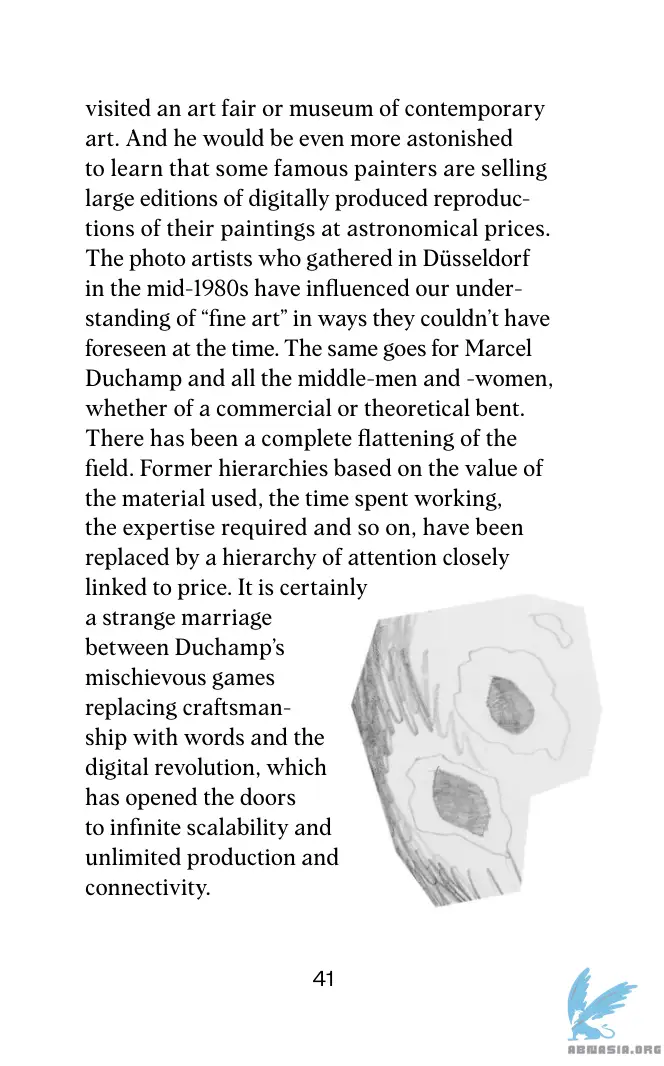 visited an art fair or museum of contemporary
art. And he would be even more astonished
to learn that some famous painters are selling
large editions of digitally produced reproduc-
tions of their paintings at astronomical prices.
The photo artists who gathered in Düsseldorf
in the mid-1980s have influenced our under-
standing of “fine art” in ways they couldn’t have
foreseen at the time. The same goes for Marcel
Duchamp and all the middle-men and -women,
whether of a commercial or theoretical bent.
There has been a complete flattening of the
field. Former hierarchies based on the value of
the material used, the time spent working,
the expertise required and so on, have been
replaced by a hierarchy of attention closely
linked to price. It is certainly
a strange marriage
between Duchamp’s
mischievous games
replacing craftsman-
ship with words and the
digital revolution, which
has opened the doors
to infinite scalability and
unlimited production and
connectivity.
41
ABNASIA.ORG